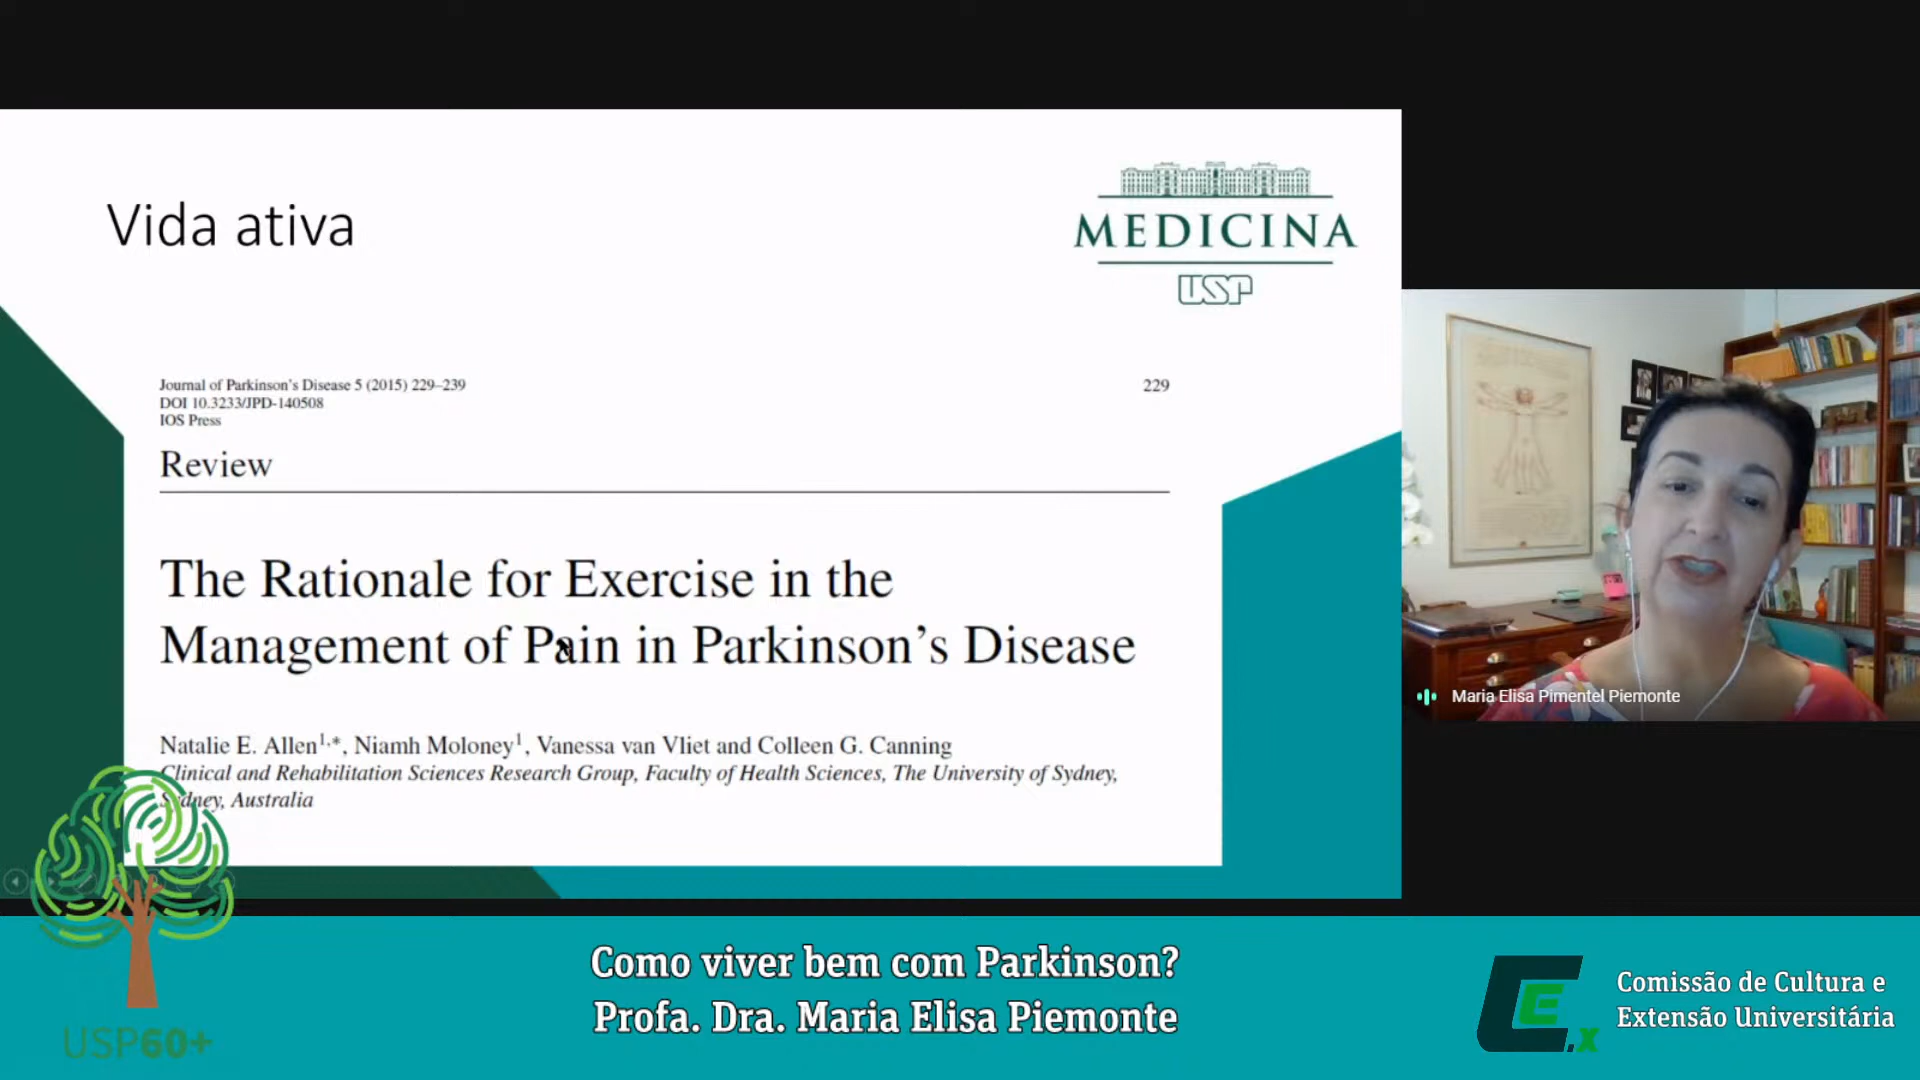 Vida ativa
MEDICINA
USP
Journal of Parkinson's Disease 5 (2015) 229–239
229
DOI 10.3233/JPD-140508
IOS Press
Review
The Rationale for Exercise in the
Management of Pain in Parkinson's Disease
Natalie E. Allen1,*, Niamh Moloney1, Vanessa van Vliet and Colleen G. Canning
Clinical and Rehabilitation Sciences Research Group, Faculty of Health Sciences, The University of Sydney,
Sydney, Australia
Maria Elisa Pimentel Piemonte
Como viver bem com Parkinson?
Profa. Dra. Maria Elisa Piemonte
USP60+
CEx
Comissão de Cultura e
Extensão Universitária